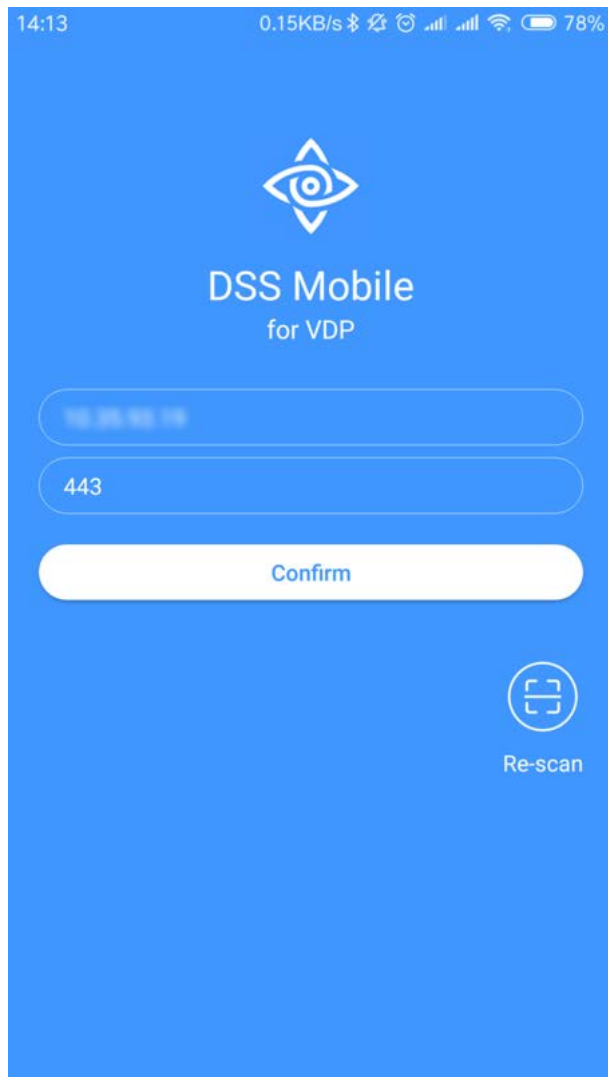 14:13 0.15KB/s 78%
DSS Mobile
for VDP
443
Confirm
Re-scan